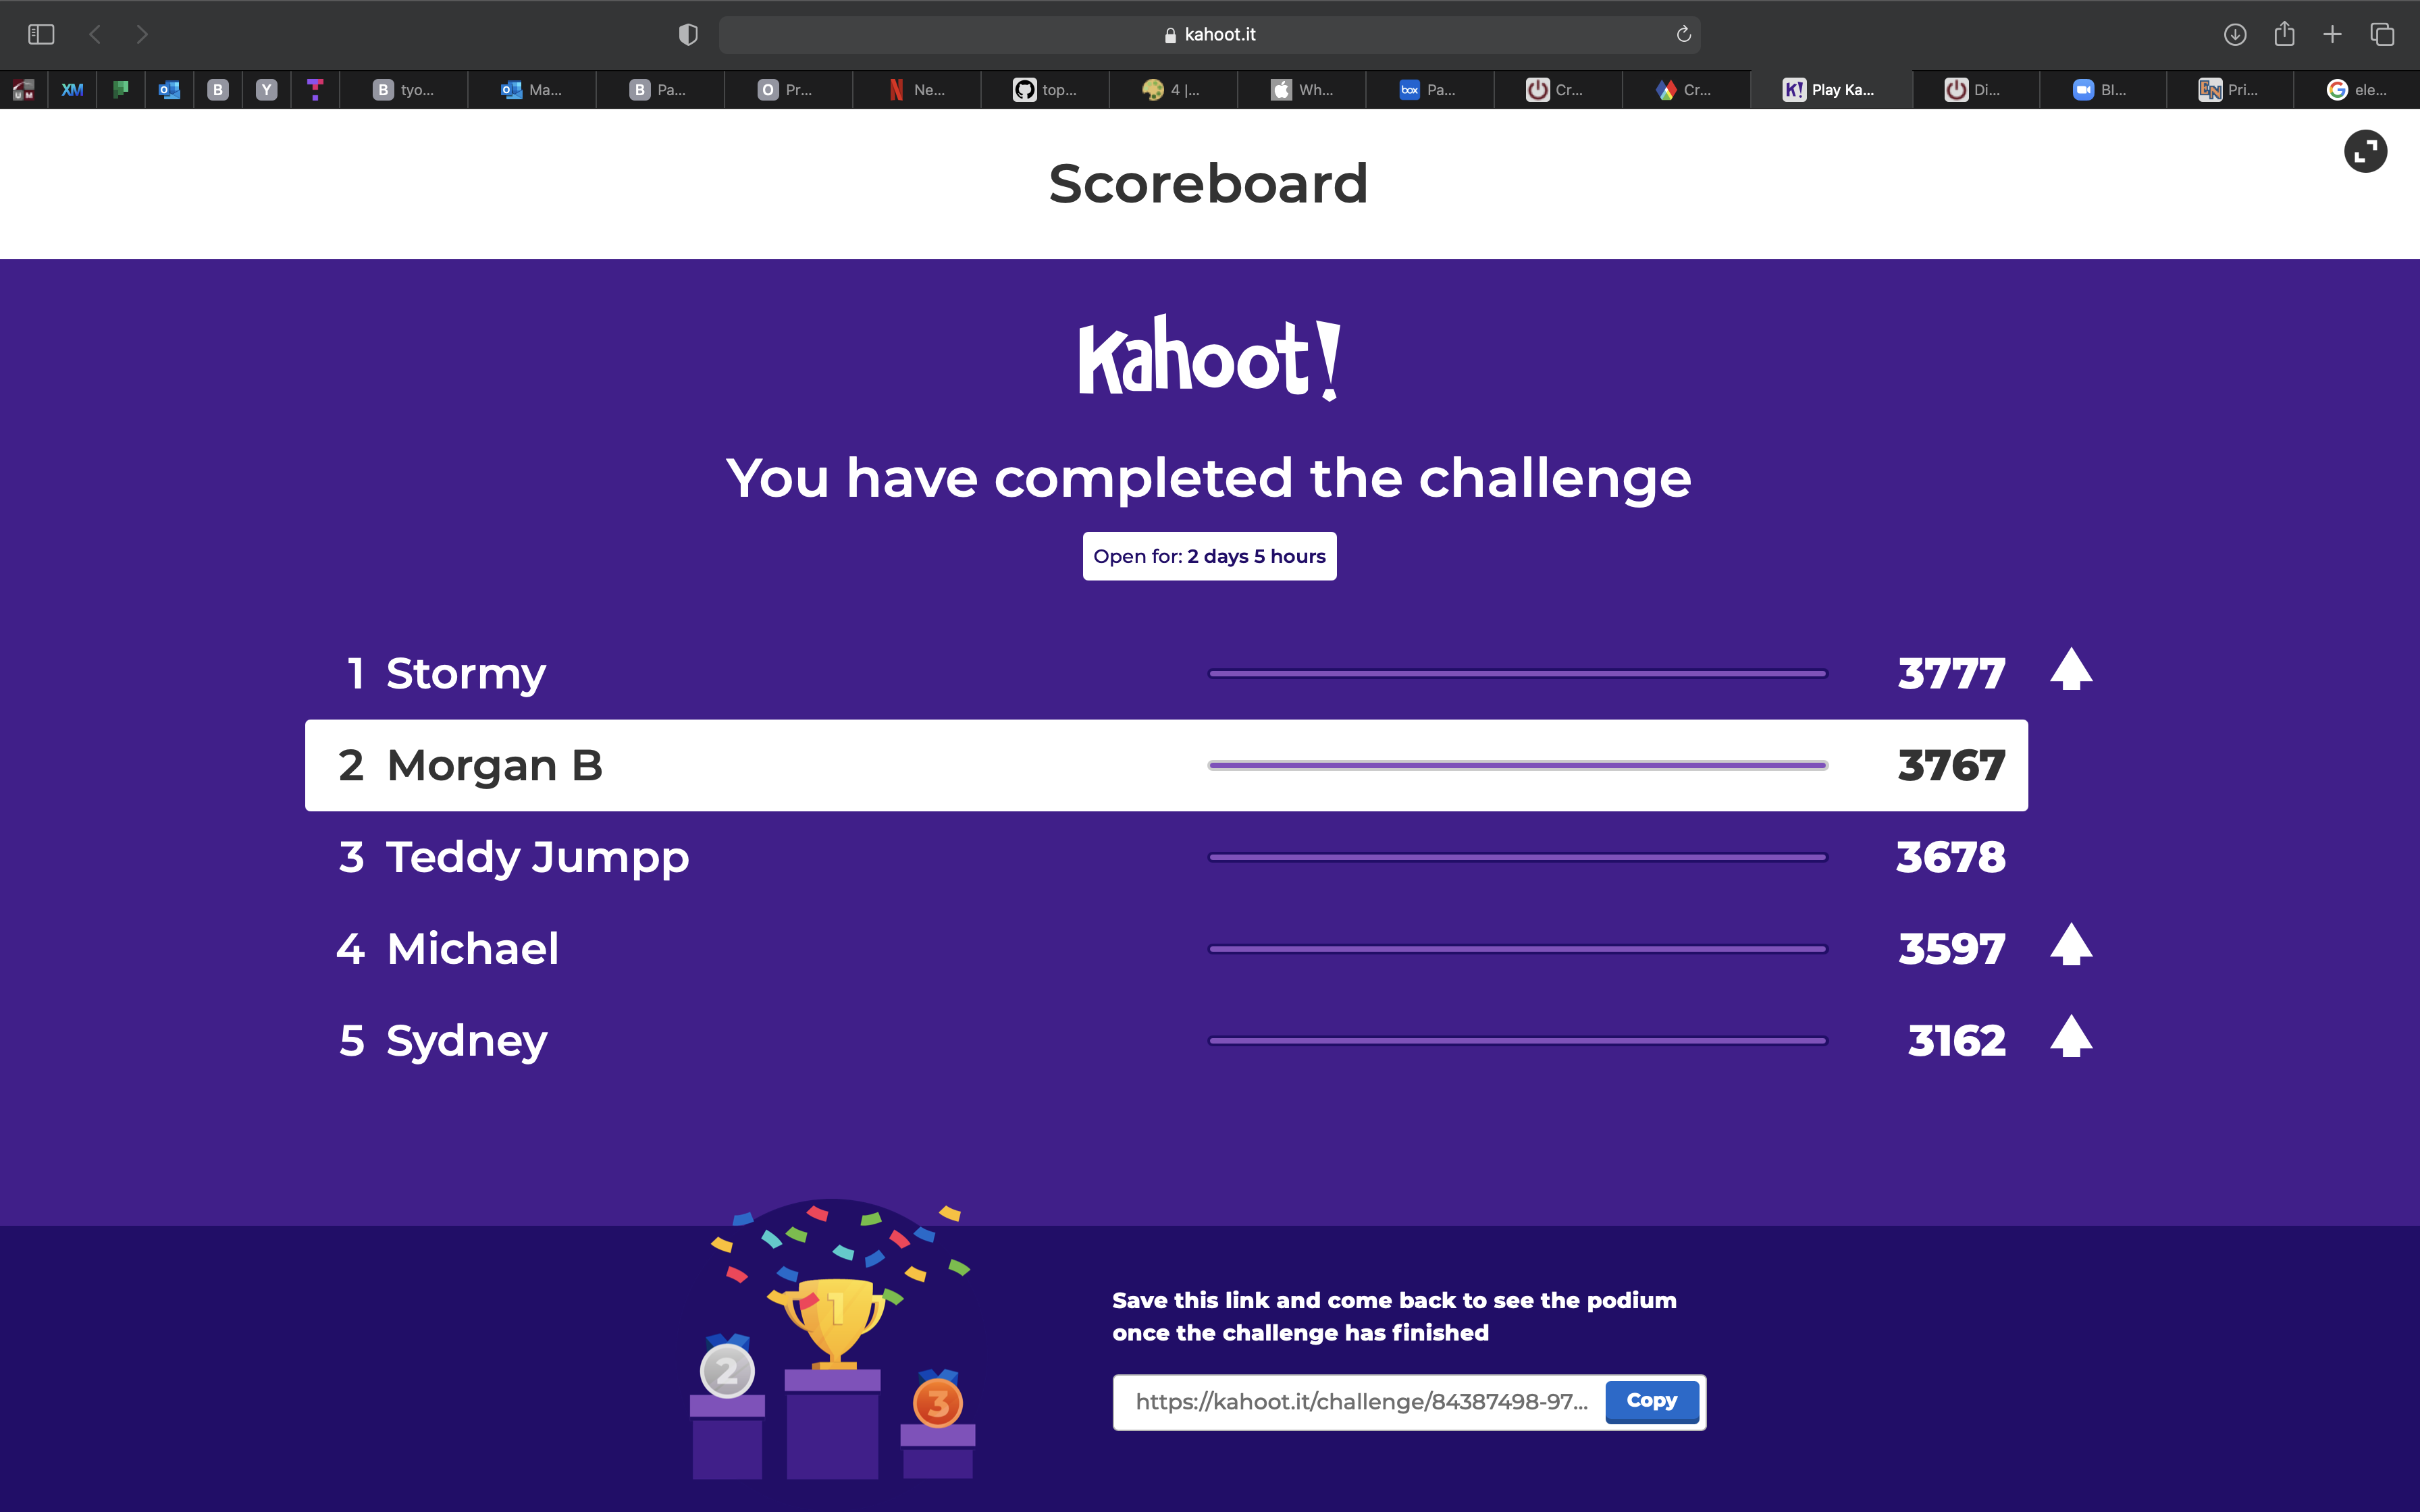 kahoot.it
UM XM B Y T B tyo... Ma... B Pa... O Pr... N Ne... top... 4 |... Wh... box Pa... Cr... Cr... K! Play Ka... Di... Bl... EN Pri... G ele...
Scoreboard
Kahoot!
You have completed the challenge
Open for: 2 days 5 hours
1 Stormy 3777
2 Morgan B 3767
3 Teddy Jumpp 3678
4 Michael 3597
5 Sydney 3162
1
2
3
Save this link and come back to see the podium
once the challenge has finished
https://kahoot.it/challenge/84387498-97... Copy